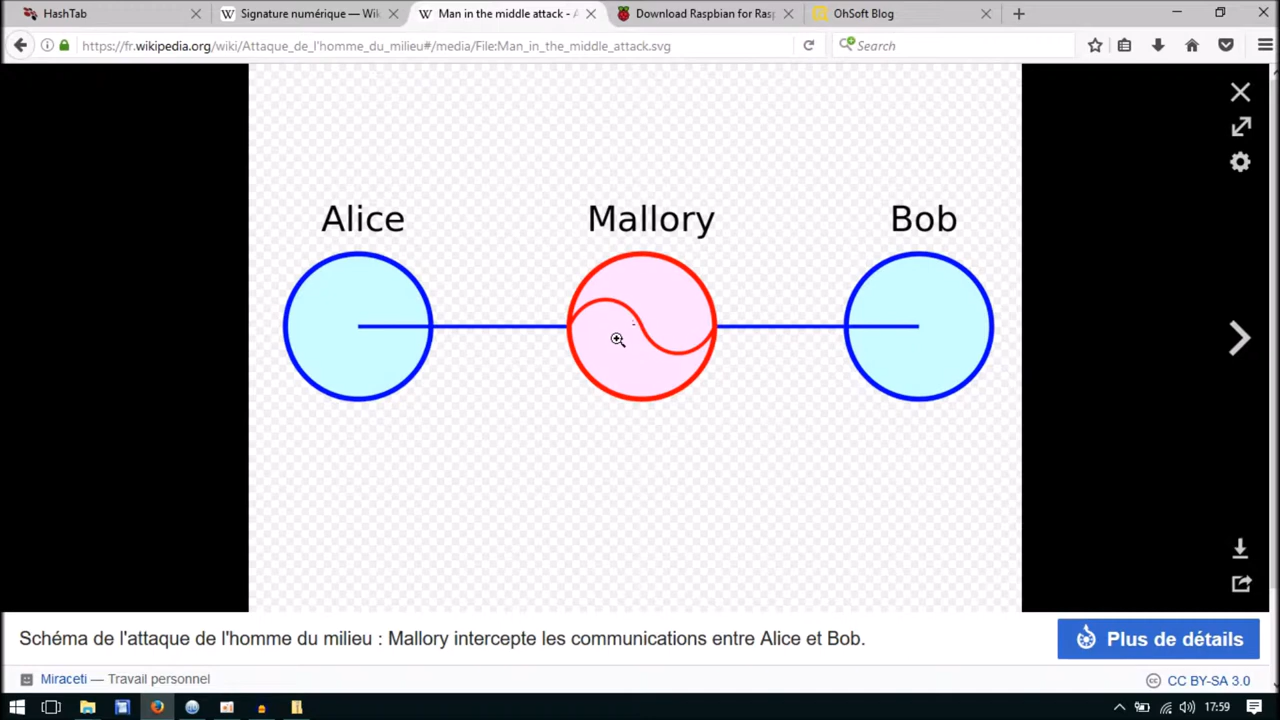 HashTab
Signature numérique — Wik
Man in the middle attack - A
Download Raspbian for Rasp
OhSoft Blog
https://fr.wikipedia.org/wiki/Attaque_de_l'homme_du_milieu#/media/File:Man_in_the_middle_attack.svg
Search
Alice
Mallory
Bob
Schéma de l'attaque de l'homme du milieu : Mallory intercepte les communications entre Alice et Bob.
Plus de détails
Miraceti — Travail personnel
CC BY-SA 3.0
17:59